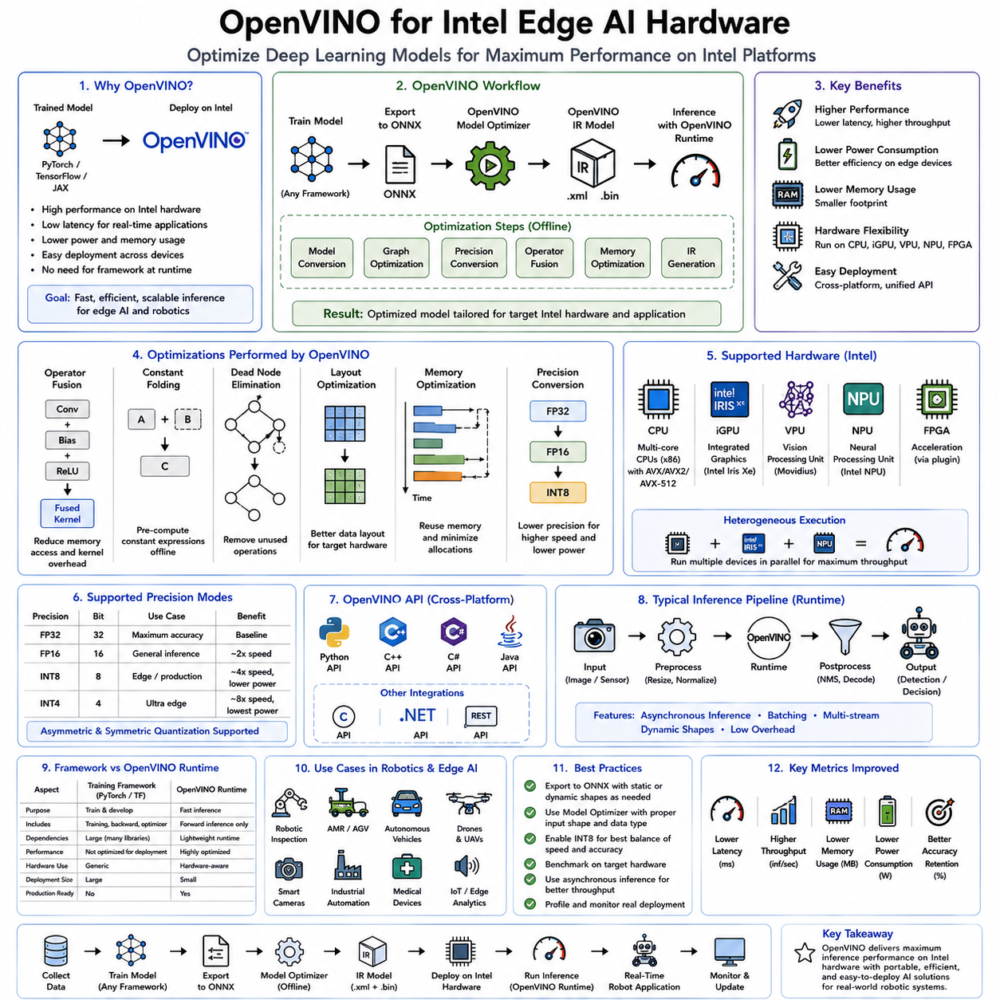 OpenVINO for Intel Edge AI Hardware
Optimize Deep Learning Models for Maximum Performance on Intel Platforms
1. Why OpenVINO?
Trained Model
Deploy on Intel
OpenVINO™
PyTorch /
TensorFlow /
JAX
• High performance on Intel hardware
• Low latency for real-time applications
• Lower power and memory usage
• Easy deployment across devices
• No need for framework at runtime
Goal: Fast, efficient, scalable inference
for edge AI and robotics
2. OpenVINO Workflow
Train Model
(Any Framework)
Export
to ONNX
ONNX
OpenVINO
Model Optimizer
OpenVINO
IR Model
IR
.xml .bin
Inference
with OpenVINO
Runtime
Optimization Steps (Offline)
Model
Conversion
Graph
Optimization
Precision
Conversion
Operator
Fusion
Memory
Optimization
IR
Generation
Result: Optimized model tailored for target Intel hardware and application
3. Key Benefits
Higher Performance
Lower latency, higher throughput
Lower Power Consumption
Better efficiency on edge devices
RAM
Lower Memory Usage
Smaller footprint
Hardware Flexibility
Run on CPU, iGPU, VPU, NPU, FPGA
Easy Deployment
Cross-platform, unified API
4. Optimizations Performed by OpenVINO
Operator
Fusion
Conv
+
Bias
+
ReLU
Fused
Kernel
Reduce memory
access and kernel
overhead
Constant
Folding
A + B
C
Pre-compute
constant expressions
offline
Dead Node
Elimination
Remove unused
operations
Layout
Optimization
Better data layout
for target hardware
Memory
Optimization
Time
Reuse memory
and minimize
allocations
Precision
Conversion
FP32
FP16
INT8
Lower precision for
higher speed and
lower power
5. Supported Hardware (Intel)
CPU
Multi-core
CPUs (x86)
with AVX/AVX2/
AVX-512
intel
IRIS xe
iGPU
Integrated
Graphics
(Intel Iris Xe)
VPU
Vision
Processing Unit
(Movidius)
NPU
NPU
Neural
Processing Unit
(Intel NPU)
FPGA
Acceleration
(via plugin)
Heterogeneous Execution
+ intel IRIS xe + NPU =
Run multiple devices in parallel for maximum throughput
6. Supported Precision Modes
Precision Bit Use Case Benefit
FP32 32 Maximum accuracy Baseline
FP16 16 General inference ~2x speed
INT8 8 Edge / production ~4x speed,
lower power
INT4 4 Ultra edge ~8x speed,
lowest power
Asymmetric & Symmetric Quantization Supported
7. OpenVINO API (Cross-Platform)
C++
C#
Java
Python
API
C++
API
C#
API
Java
API
Other Integrations
C
API
.NET
API
REST
API
8. Typical Inference Pipeline (Runtime)
Input
(Image / Sensor)
Preprocess
(Resize, Normalize)
OpenVINO
Runtime
Postprocess
(NMS, Decode)
Output
(Detection /
Decision)
Features: Asynchronous Inference • Batching • Multi-stream
Dynamic Shapes • Low Overhead
9. Framework vs OpenVINO Runtime
Aspect Training Framework
(PyTorch / TF) OpenVINO Runtime
Purpose Train & develop Fast inference
Includes Training, backward, optimizer Forward inference only
Dependencies Large (many libraries) Lightweight runtime
Performance Not optimized for deployment Highly optimized
Hardware Use Generic Hardware-aware
Deployment Size Large Small
Production Ready No Yes
10. Use Cases in Robotics & Edge AI
Robotic
Inspection
AMR / AGV
Autonomous
Vehicles
Drones
& UAVs
Smart
Cameras
Industrial
Automation
Medical
Devices
IoT / Edge
Analytics
11. Best Practices
Export to ONNX with static or
dynamic shapes as needed
Use Model Optimizer with proper
input shape and data type
Enable INT8 for best balance of
speed and accuracy
Benchmark on target hardware
Use asynchronous inference for
better throughput
Profile and monitor real deployment
12. Key Metrics Improved
Lower
Latency
(ms)
Higher
Throughput
(inf/sec)
RAM
Lower
Memory
Usage (MB)
Lower
Power
Consumption
(W)
Better
Accuracy
Retention
(%)
Collect
Data
Train Model
(Any Framework)
Export
to ONNX
Model Optimizer
(Offline)
IR
IR Model
(.xml + .bin)
Deploy on Intel
Hardware
Run Inference
(OpenVINO Runtime)
Real-Time
Robot Application
Monitor &
Update
Key Takeaway
OpenVINO delivers maximum
inference performance on Intel
hardware with portable, efficient,
and easy-to-deploy AI solutions
for real-world robotic systems.